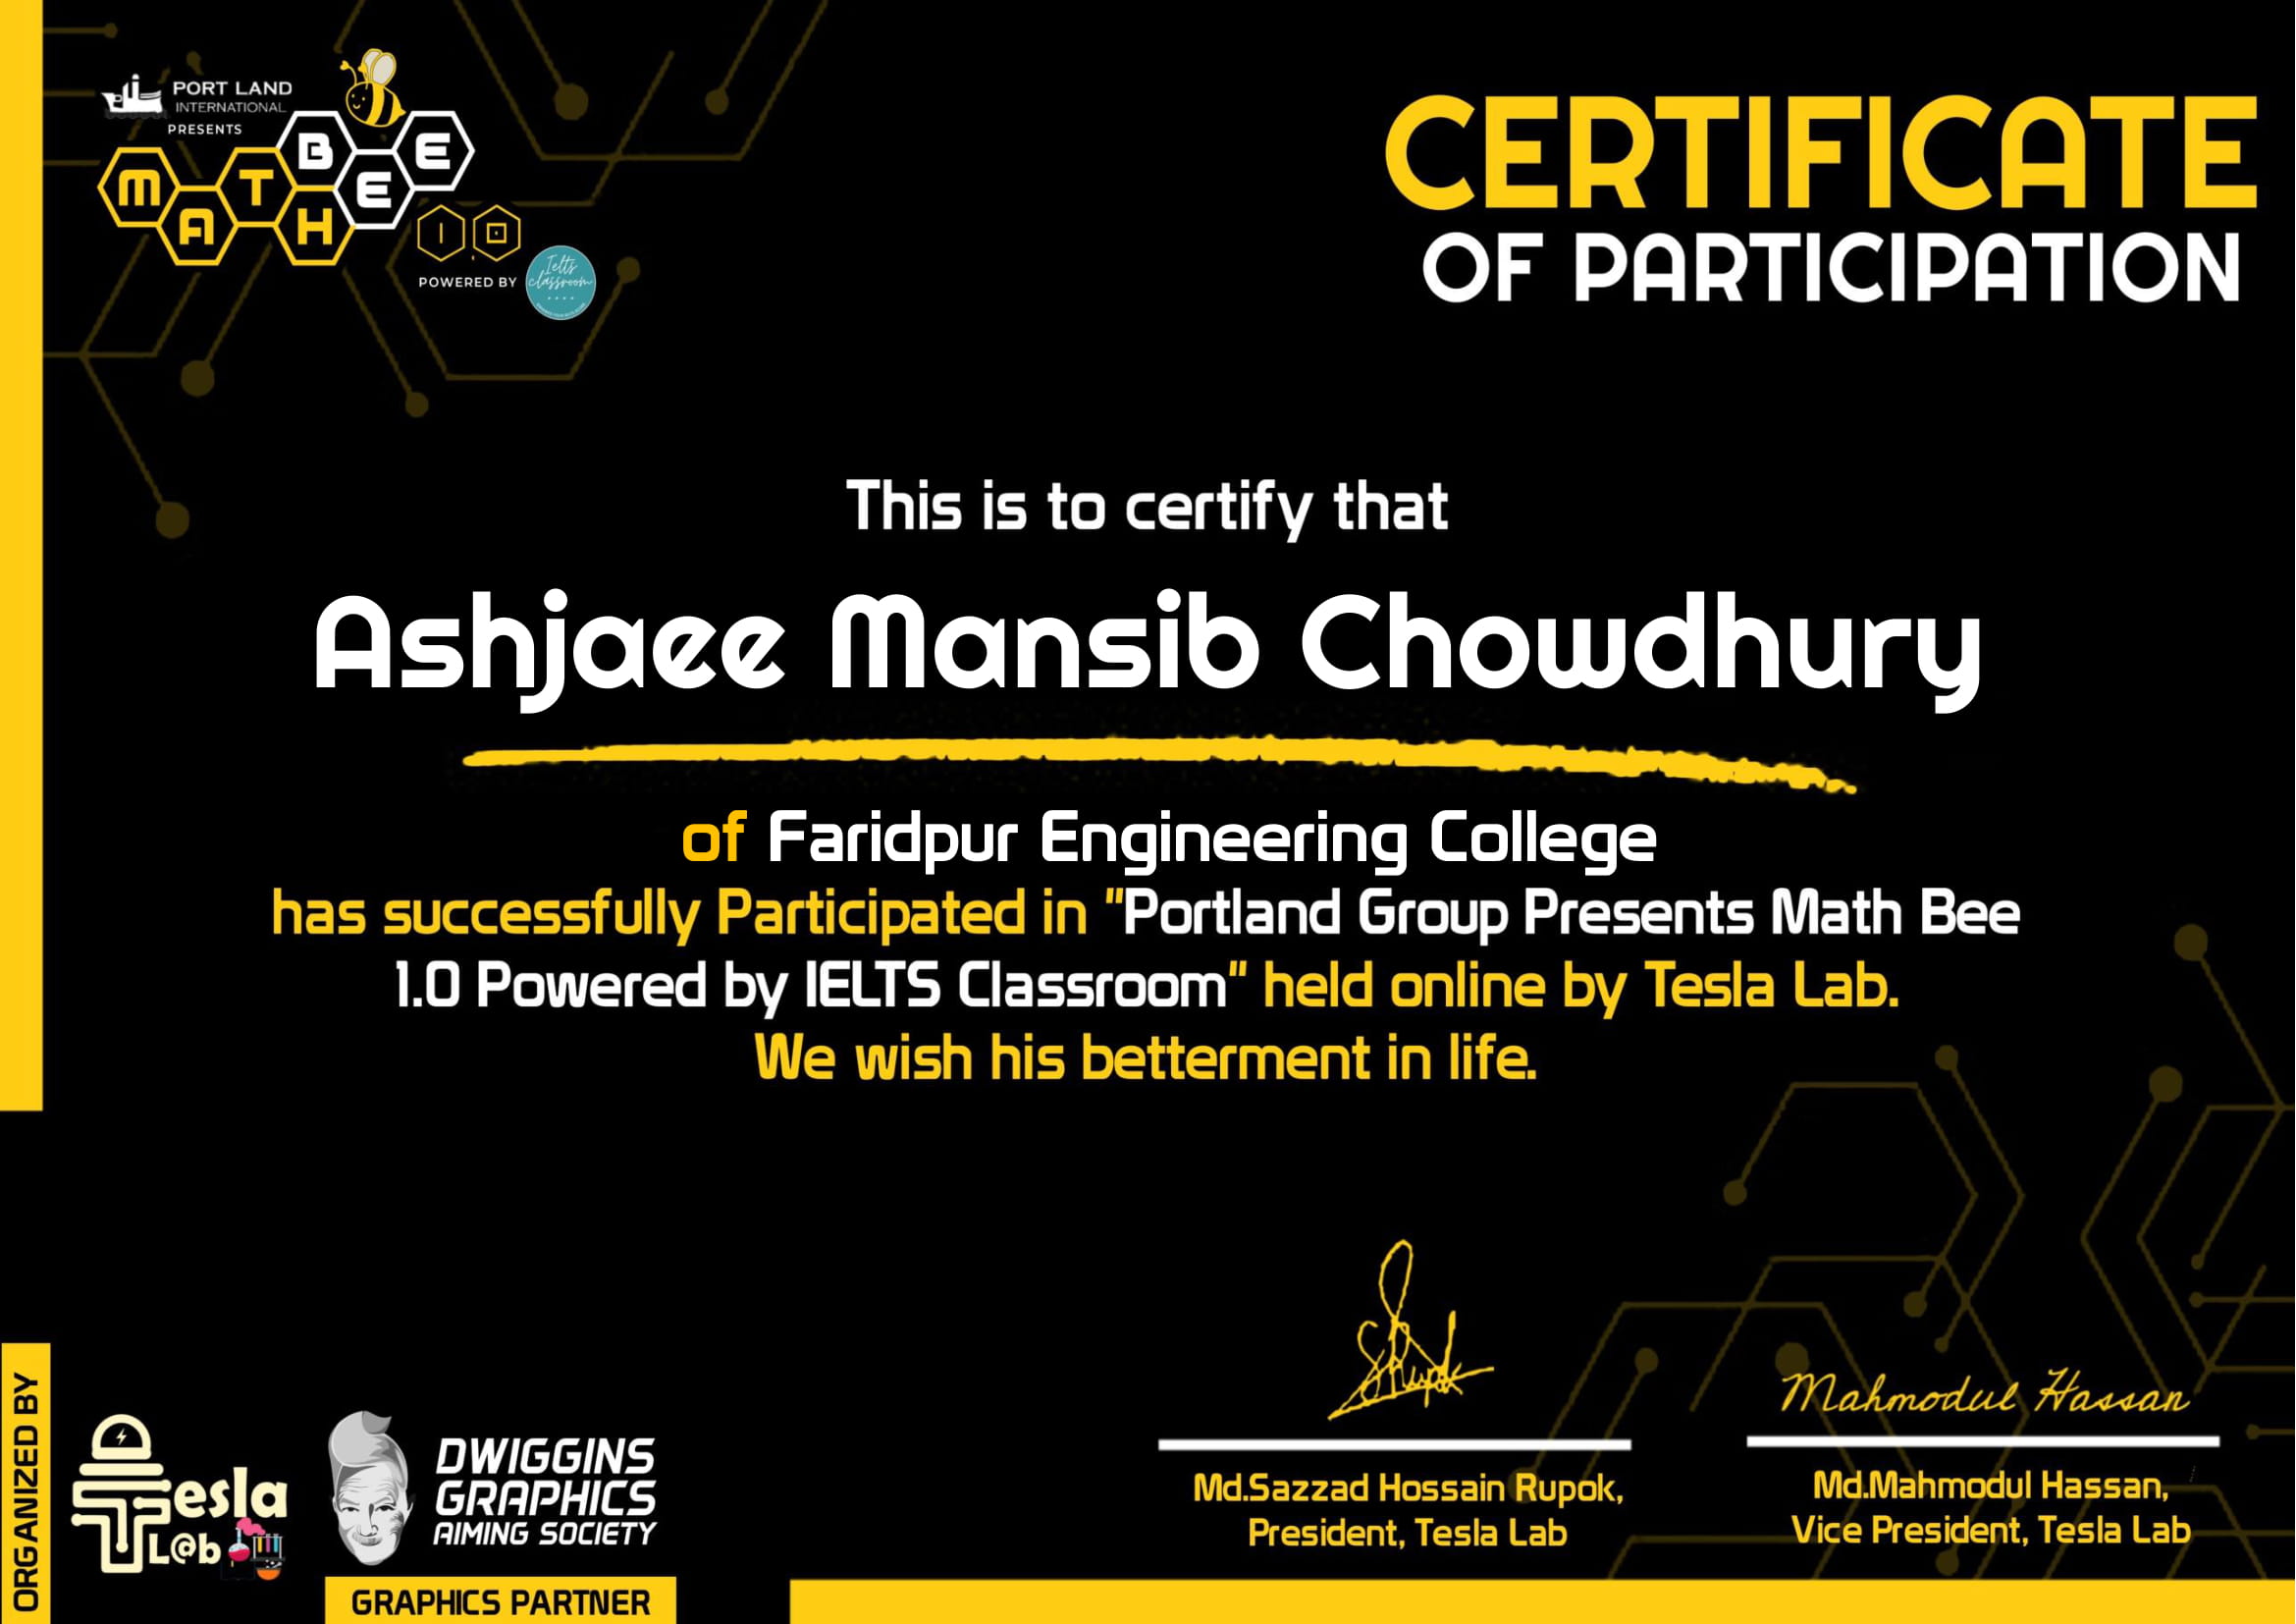 PORT LAND
INTERNATIONAL
PRESENTS
MATH BEE
1.0
POWERED BY
Ielts
classroom
CERTIFICATE
OF PARTICIPATION
This is to certify that
Ashjaee Mansib Chowdhury
of Faridpur Engineering College
has successfully Participated in "Portland Group Presents Math Bee
1.0 Powered by IELTS Classroom" held online by Tesla Lab.
We wish his betterment in life.
ORGANIZED BY
Tesla
L@b
DWIGGINS
GRAPHICS
AIMING SOCIETY
GRAPHICS PARTNER
Md.Sazzad Hossain Rupok,
President, Tesla Lab
Mahmodul Hassan
Md.Mahmodul Hassan,
Vice President, Tesla Lab